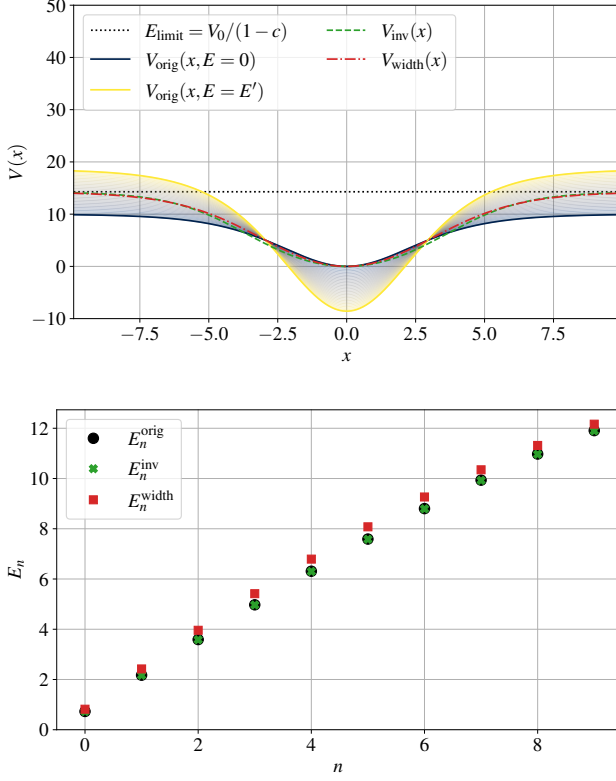 50
40
30
20
10
0
−10
V(x)
E_limit = V_0/(1 − c)
V_orig(x, E = 0)
V_orig(x, E = E′)
V_inv(x)
V_width(x)
−7.5 −5.0 −2.5 0.0 2.5 5.0 7.5
x
12
10
8
6
4
2
0
E_n
E_n^orig
E_n^inv
E_n^width
0 2 4 6 8
n